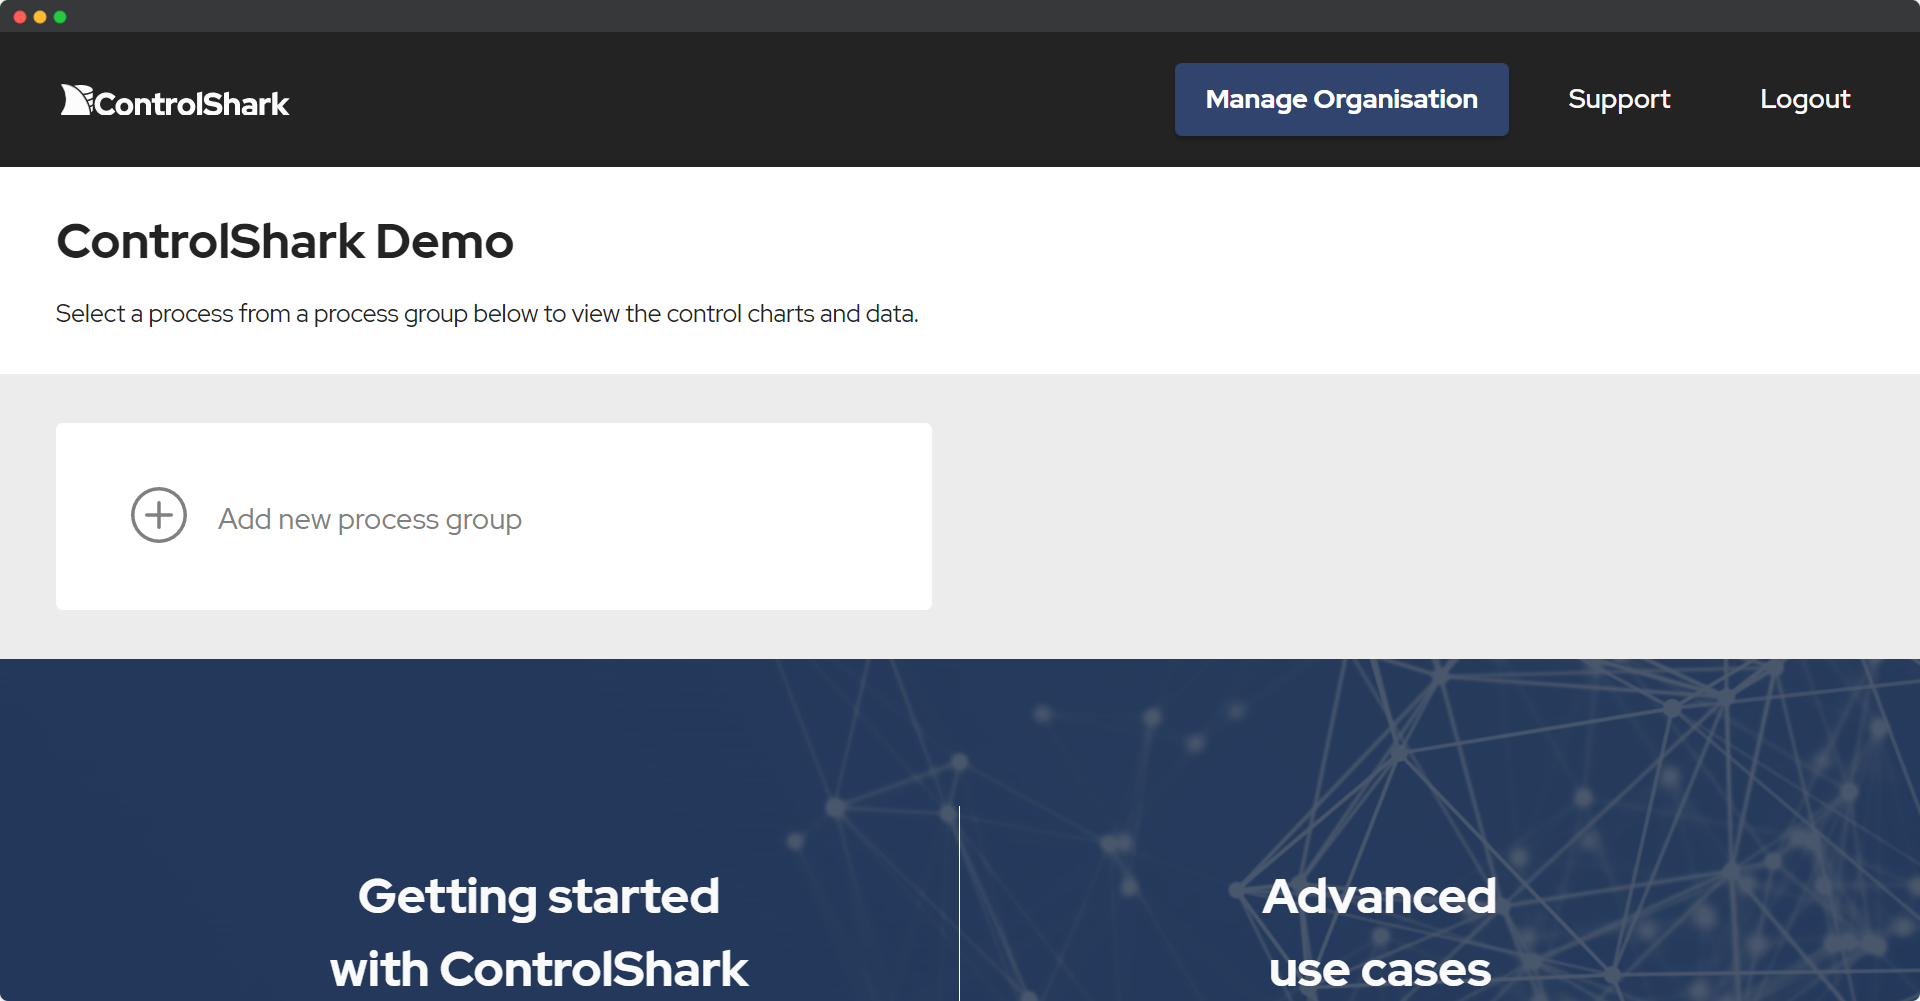 ControlShark
Manage Organisation
Support
Logout
ControlShark Demo
Select a process from a process group below to view the control charts and data.
Add new process group
Getting started
with ControlShark
Advanced
use cases